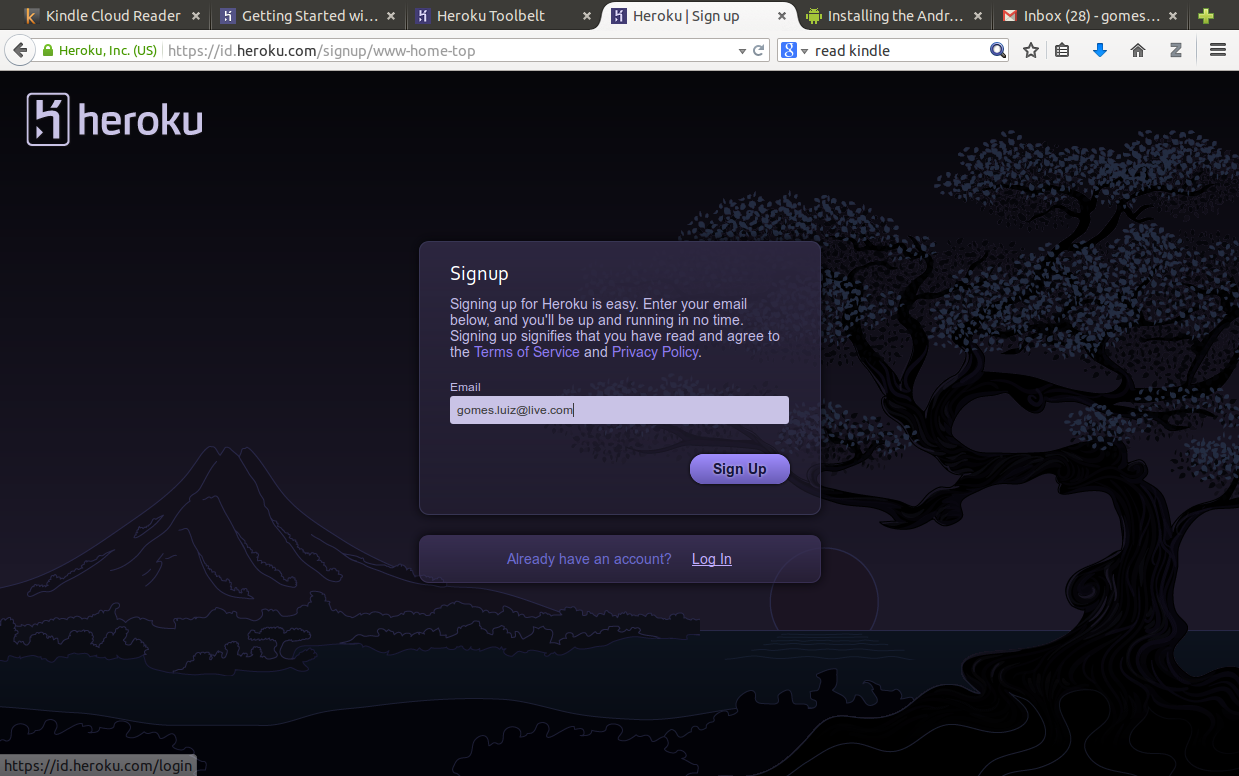 Kindle Cloud Reader
Getting Started wi...
Heroku Toolbelt
Heroku | Sign up
Installing the Andr...
Inbox (28) - gomes...
Heroku, Inc. (US)
https://id.heroku.com/signup/www-home-top
read kindle
heroku
Signup
Signing up for Heroku is easy. Enter your email
below, and you'll be up and running in no time.
Signing up signifies that you have read and agree to
the Terms of Service and Privacy Policy.
Email
gomes.luiz@live.com
Sign Up
Already have an account? Log In
https://id.heroku.com/login